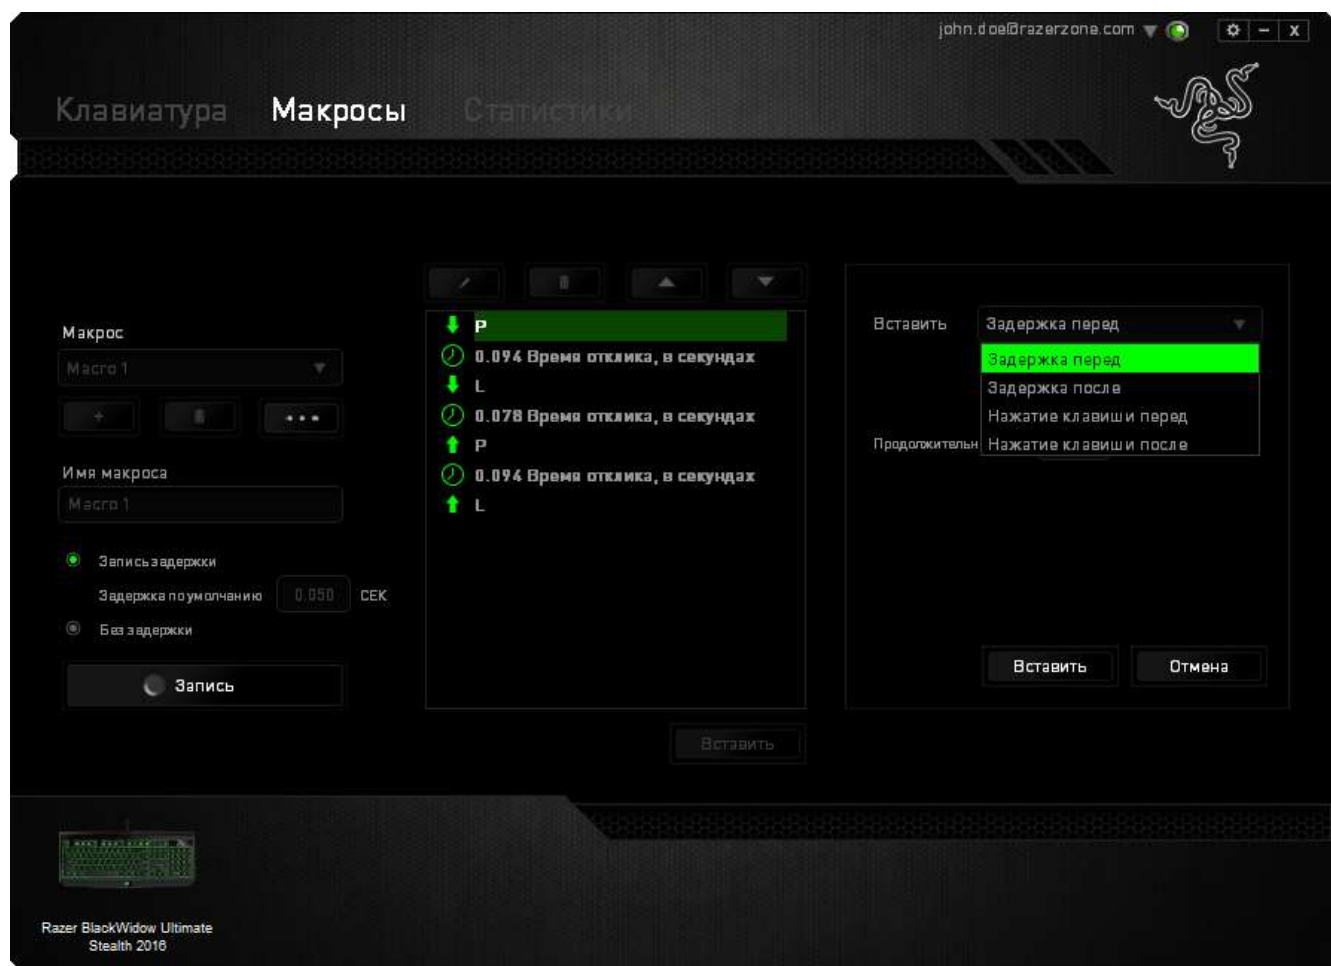 john.doe@razerzone.com
Клавиатура Макросы Статистики
Макрос
Macro 1
Имя макроса
Macro 1
Запись задержки
Задержка по умолчанию 0.050 СЕК
Без задержки
Запись
P
0.094 Время отклика, в секундах
L
0.078 Время отклика, в секундах
P
0.094 Время отклика, в секундах
L
Вставить
Вставить Задержка перед
Задержка перед
Задержка после
Нажатие клавиши перед
Продолжительн Нажатие клавиши после
Вставить Отмена
Razer BlackWidow Ultimate
Stealth 2016